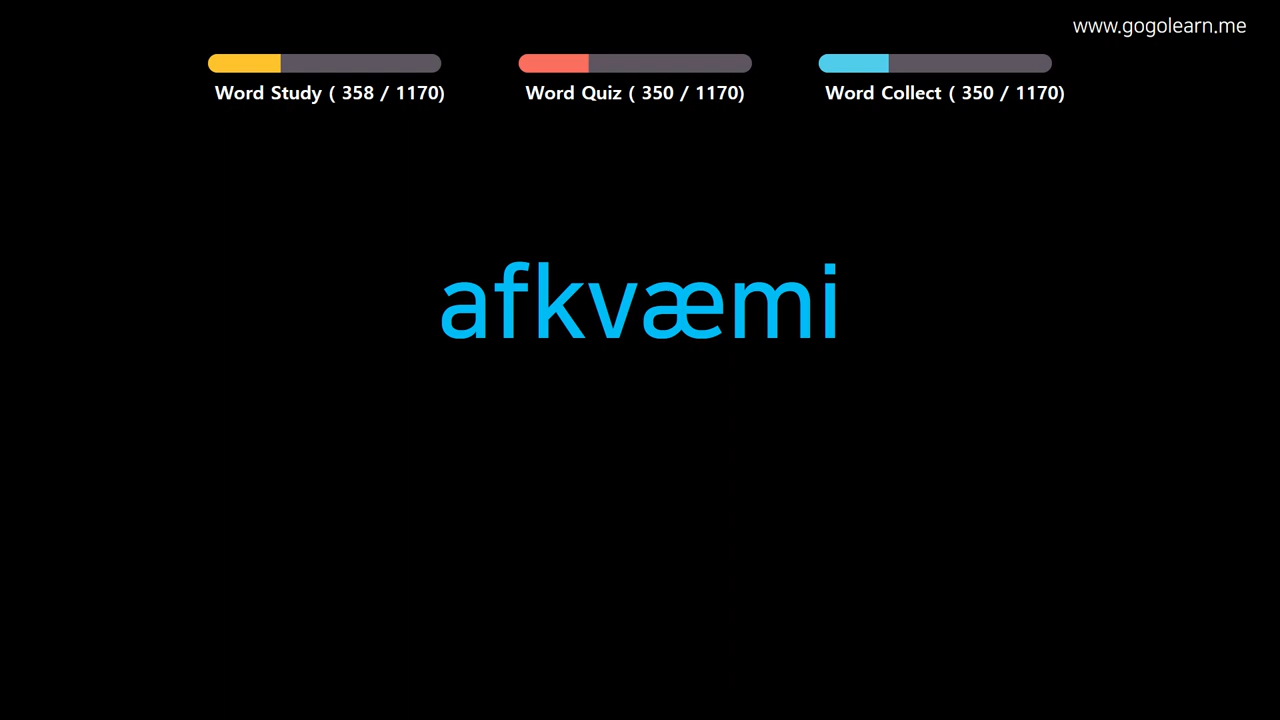 www.gogolearn.me
Word Study ( 358 / 1170)
Word Quiz ( 350 / 1170)
Word Collect ( 350 / 1170)
afkvæmi